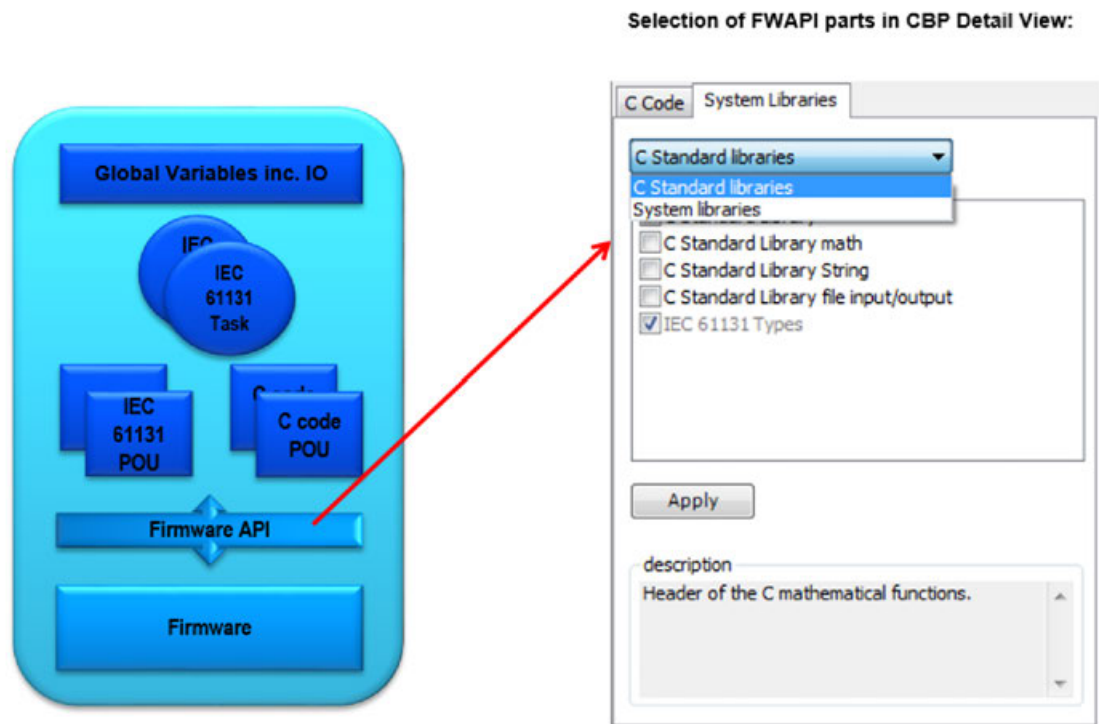 Selection of FWAPI parts in CBP Detail View:
C Code
System Libraries
Global Variables inc. IO
IEC
IEC
61131
Task
IEC
61131
POU
C code
POU
Firmware API
Firmware
C Standard libraries
C Standard libraries
System libraries
C Standard Library math
C Standard Library String
C Standard Library file input/output
IEC 61131 Types
Apply
description
Header of the C mathematical functions.